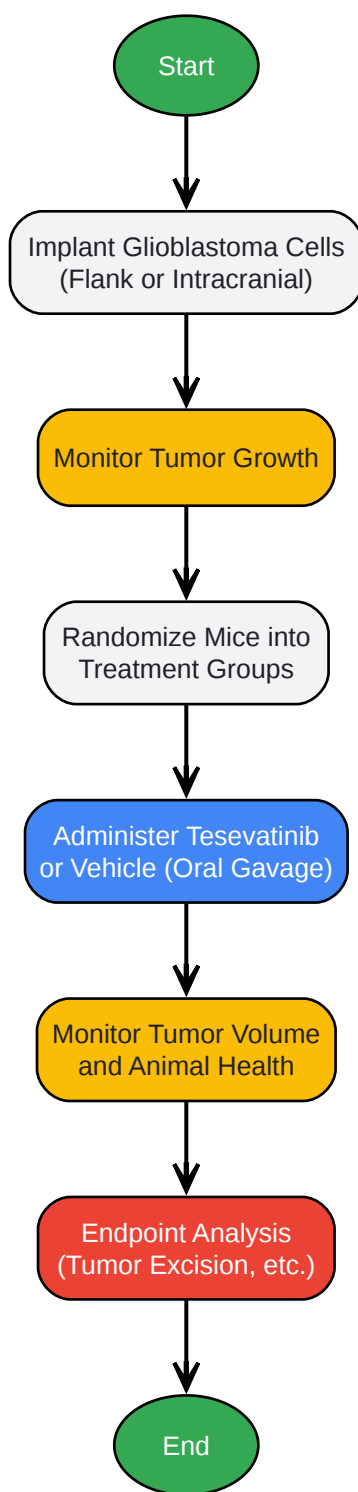 Start
Implant Glioblastoma Cells
(Flank or Intracranial)
Monitor Tumor Growth
Randomize Mice into
Treatment Groups
Administer Tesevatinib
or Vehicle (Oral Gavage)
Monitor Tumor Volume
and Animal Health
Endpoint Analysis
(Tumor Excision, etc.)
End